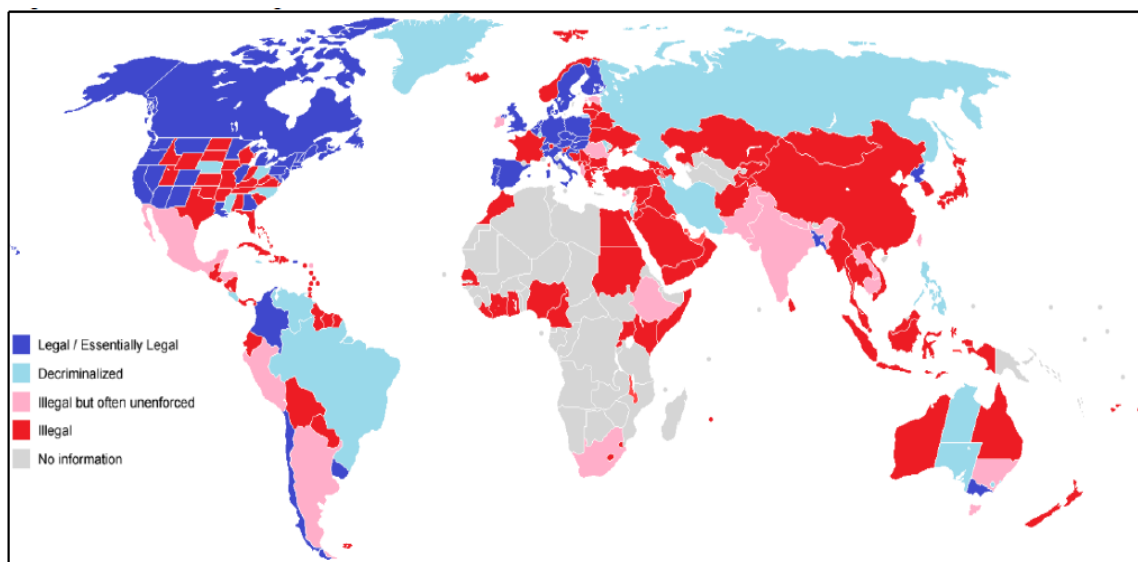 Legal / Essentially Legal
Decriminalized
Illegal but often unenforced
Illegal
No information